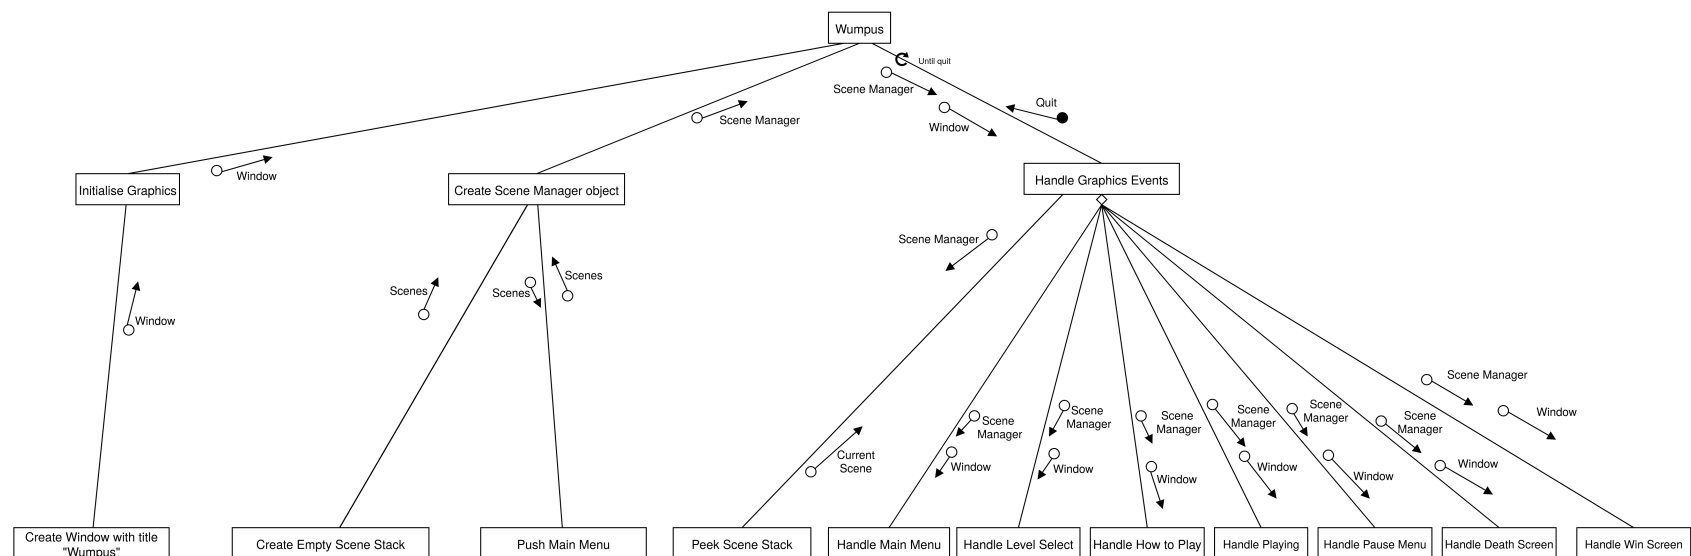 Wumpus
Until quit
Scene Manager
Quit
Scene Manager
Window
Window
Initialise Graphics
Create Scene Manager object
Handle Graphics Events
Scene Manager
Scenes
Scenes
Scenes
Window
Scene Manager
Window
Scene
Manager
Scene
Manager
Scene
Manager
Scene
Manager
Scene
Manager
Scene
Manager
Current
Scene
Window
Window
Window
Window
Window
Window
Create Window with title
"Wumpus"
Create Empty Scene Stack
Push Main Menu
Peek Scene Stack
Handle Main Menu
Handle Level Select
Handle How to Play
Handle Playing
Handle Pause Menu
Handle Death Screen
Handle Win Screen